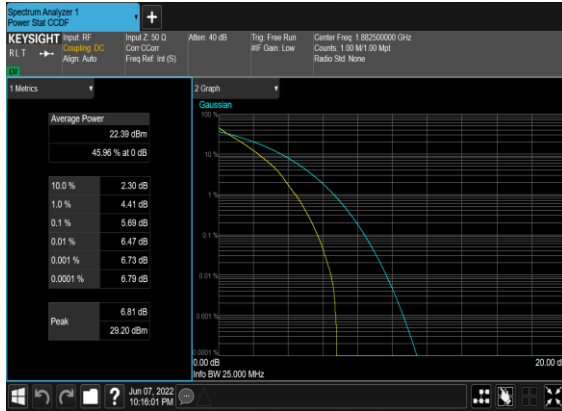 Spectrum Analyzer 1
Power Stat CCDF
+
KEYSIGHT
RLT
LU
Input: RF
Coupling: DC
Align: Auto
Input Z: 50 Ω
Corr CCorr
Freq Ref: Int (S)
Atten: 40 dB
Trig: Free Run
#IF Gain: Low
Center Freq: 1.882500000 GHz
Counts: 1.00 M/1.00 Mpt
Radio Std: None
1 Metrics
Average Power
22.39 dBm
45.96 % at 0 dB
10.0 % 2.30 dB
1.0 % 4.41 dB
0.1 % 5.69 dB
0.01 % 6.47 dB
0.001 % 6.73 dB
0.0001 % 6.79 dB
Peak
6.81 dB
29.20 dBm
2 Graph
Gaussian
100 %
10 %
1 %
0.1 %
0.01 %
0.001 %
0.0001 %
0.00 dB
20.00 d
Info BW 25.000 MHz
?
Jun 07, 2022
10:16:01 PM